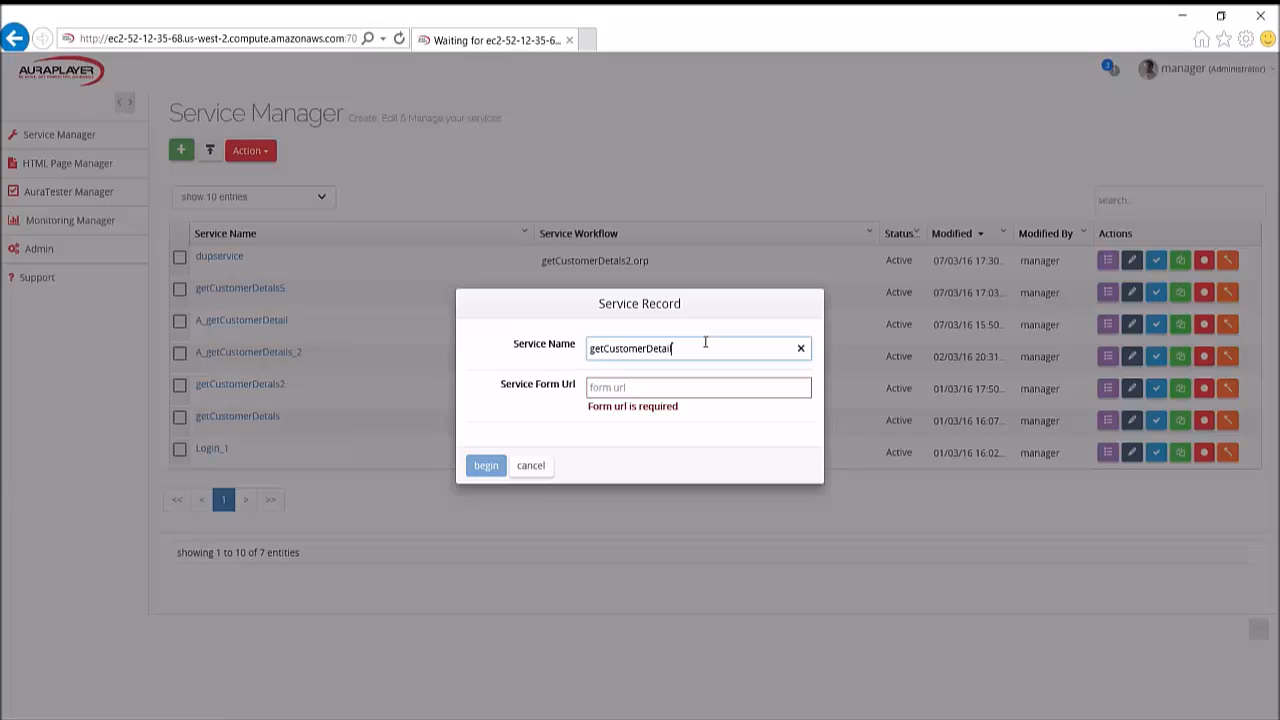 http://ec2-52-12-35-68.us-west-2.compute.amazonaws.com:70
Waiting for ec2-52-12-35-6...
AURAPLAYER
3
manager (Administrator)
Service Manager Create, Edit & Manage your services
Service Manager
HTML Page Manager
AuraTester Manager
Monitoring Manager
Admin
Support
Action
show 10 entries
search..
Service Name Service Workflow Status Modified Modified By Actions
dupservice getCustomerDetals2.orp Active 07/03/16 17:30... manager
getCustomerDetals5 Active 07/03/16 17:03... manager
A_getCustomerDetail Active 07/03/16 15:50... manager
A_getCustomerDetails_2 Active 02/03/16 20:31... manager
getCustomerDetals2 Active 01/03/16 17:50... manager
getCustomerDetals Active 01/03/16 16:07... manager
Login_1 Active 01/03/16 16:02... manager
Service Record
Service Name getCustomerDetail
Service Form Url form url
Form url is required
begin cancel
<< < 1 > >>
showing 1 to 10 of 7 entities